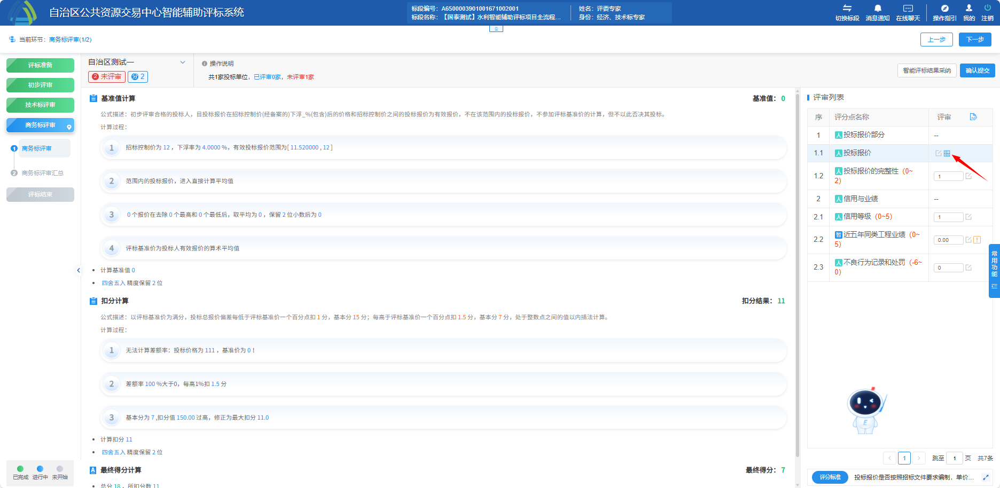 自治区公共资源交易中心智能辅助评标系统
标段编号：A6500003901001671002001
标段名称：【国泰测试】水利智能辅助评标项目全流程...
姓名：评委专家
身份：经济、技术标专家
切换标段 消息通知 在线聊天 操作指引 我的 注销
当前环节：商务标评审(1/2)
上一步 下一步
评标准备
初步评审
技术标评审
商务标评审
1 商务标评审
2 商务标评审汇总
评标结束
已完成 进行中 未开始
自治区测试一
2 未评审 分 2
操作说明
共1家投标单位，已评审0家，未评审1家
智能评标结果采纳 确认提交
基准值计算 基准值：0
公式描述：初步评审合格的投标人，目投标报价在招标控制价(经备案的)下浮_%(包含)后的价格和招标控制价之间的投标报价为有效报价，不在该范围内的投标报价，不参加评标基准价的计算，但不以此否决其投标。
计算过程：
1 招标控制价为 12 ，下浮率为 4.0000 %，有效投标报价范围为[ 11.520000 , 12 ]
2 范围内的投标报价，进入直接计算平均值
3 0 个报价在去除 0 个最高和 0 个最低后，取平均为 0 ，保留 2 位小数后为 0
4 评标基准价为投标人有效报价的算术平均值
计算基准值 0
四舍五入 精度保留 2 位
扣分计算 扣分结果：11
公式描述：以评标基准价为满分，投标总报价偏差每低于评标基准价一个百分点扣 1 分，基本分 15 分；每高于评标基准价一个百分点扣 1.5 分，基本分 7 分，处于整数点之间的值以内插法计算。
计算过程：
1 无法计算差额率：投标价格为 111 ，基准价为 0！
2 差额率 100 %大于0，每高1%扣 1.5 分
3 基本分为 7 ,扣分值 150.00 过高，修正为最大扣分 11.0
计算扣分 11
四舍五入 精度保留 2 位
A 最终得分计算 最终得分：7
总分 18 ，所扣分数 11
评审列表
序 评分点名称 评审
1 人 投标报价部分 --
1.1 人 投标报价
1.2 人 投标报价的完整性（0~
2） 1
2 人 信用与业绩 --
2.1 人 信用等级（0~5） 1
2.2 智 近五年同类工程业绩（0~
5） 0.00 !
2.3 人 不良行为记录和处罚（-6~
0） 0
常用功能
E
1 跳至 1 页 共7条
评分标准 投标报价是否按照招标文件要求编制，单价...